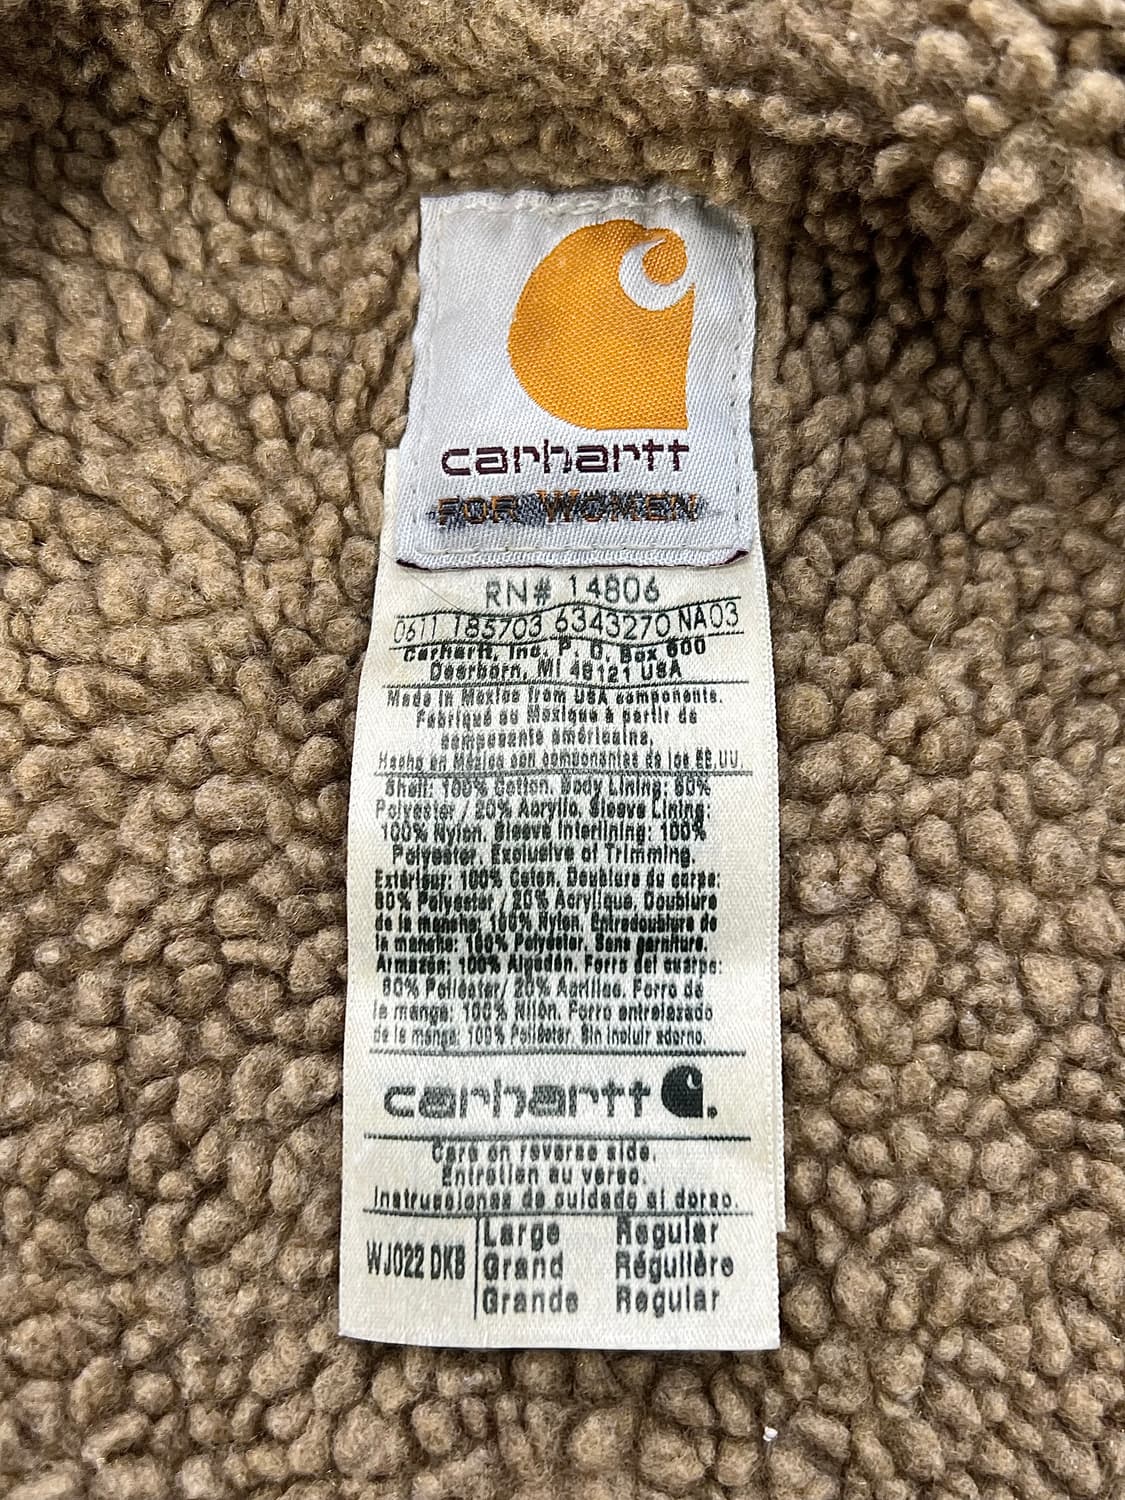 carhartt
FOR WOMEN
RN# 14806
0611 185703 6343270 NA03
Carhartt, Inc. P. O. Box 600
Dearborn, MI 48121 USA
Made in Mexico from USA components.
Fabriqué au Mexique à partir de
composante américaine.
Hecho en México con componentes de los EE.UU.
Shell: 100% Cotton. Body Lining: 80%
Polyester / 20% Acrylic. Sleeve Lining:
100% Nylon. Sleeve Interlining: 100%
Polyester. Exclusive of Trimming.
Extérieur: 100% Coton. Doublure du corps:
80% Polyester / 20% Acrylique. Doublure
de la manche: 100% Nylon. Entredoublure de
la manche: 100% Polyester. Sans garniture.
Armazón: 100% Algodón. Forro del cuerpo:
80% Poliéster/ 20% Acrílico. Forro de
la manga: 100% Nilón. Forro entrelazado
de la manga: 100% Poliéster. Sin incluir adorno.
carhartt
Care on reverse side.
Entretien au verso.
Instrucciones de cuidado al dorso.
WJ022 DKB
Large Regular
Grand Régulière
Grande Regular